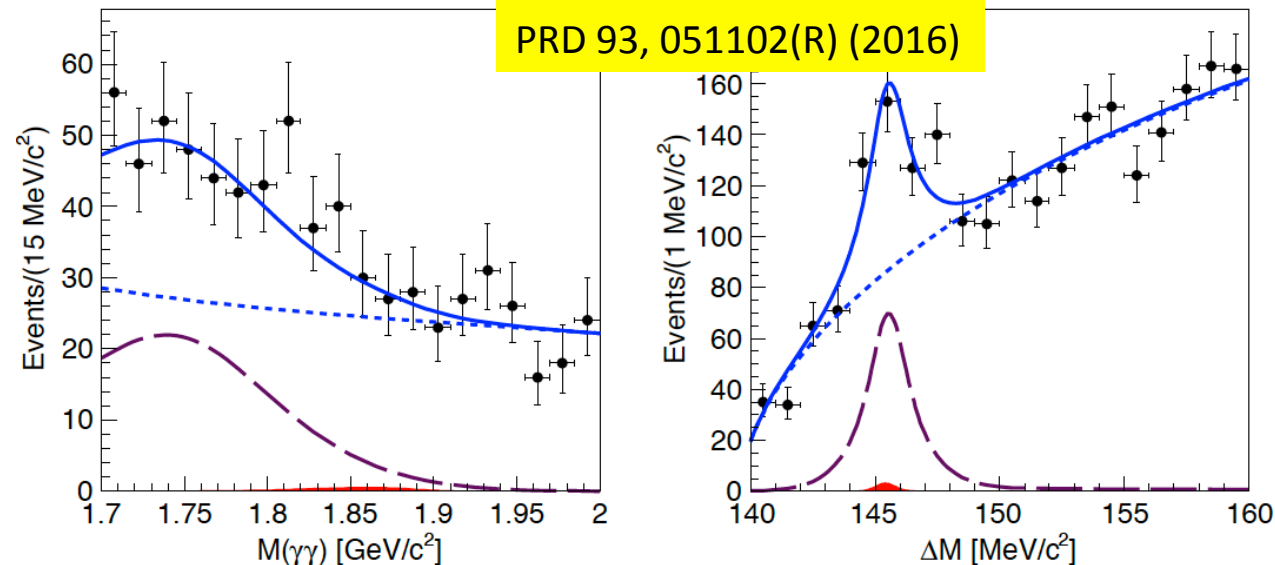 PRD 93, 051102(R) (2016)
Events/(15 MeV/c²)
60
50
40
30
20
10
0
1.7 1.75 1.8 1.85 1.9 1.95 2
M(γγ) [GeV/c²]
Events/(1 MeV/c²)
160
140
120
100
80
60
40
20
0
140 145 150 155 160
ΔM [MeV/c²]